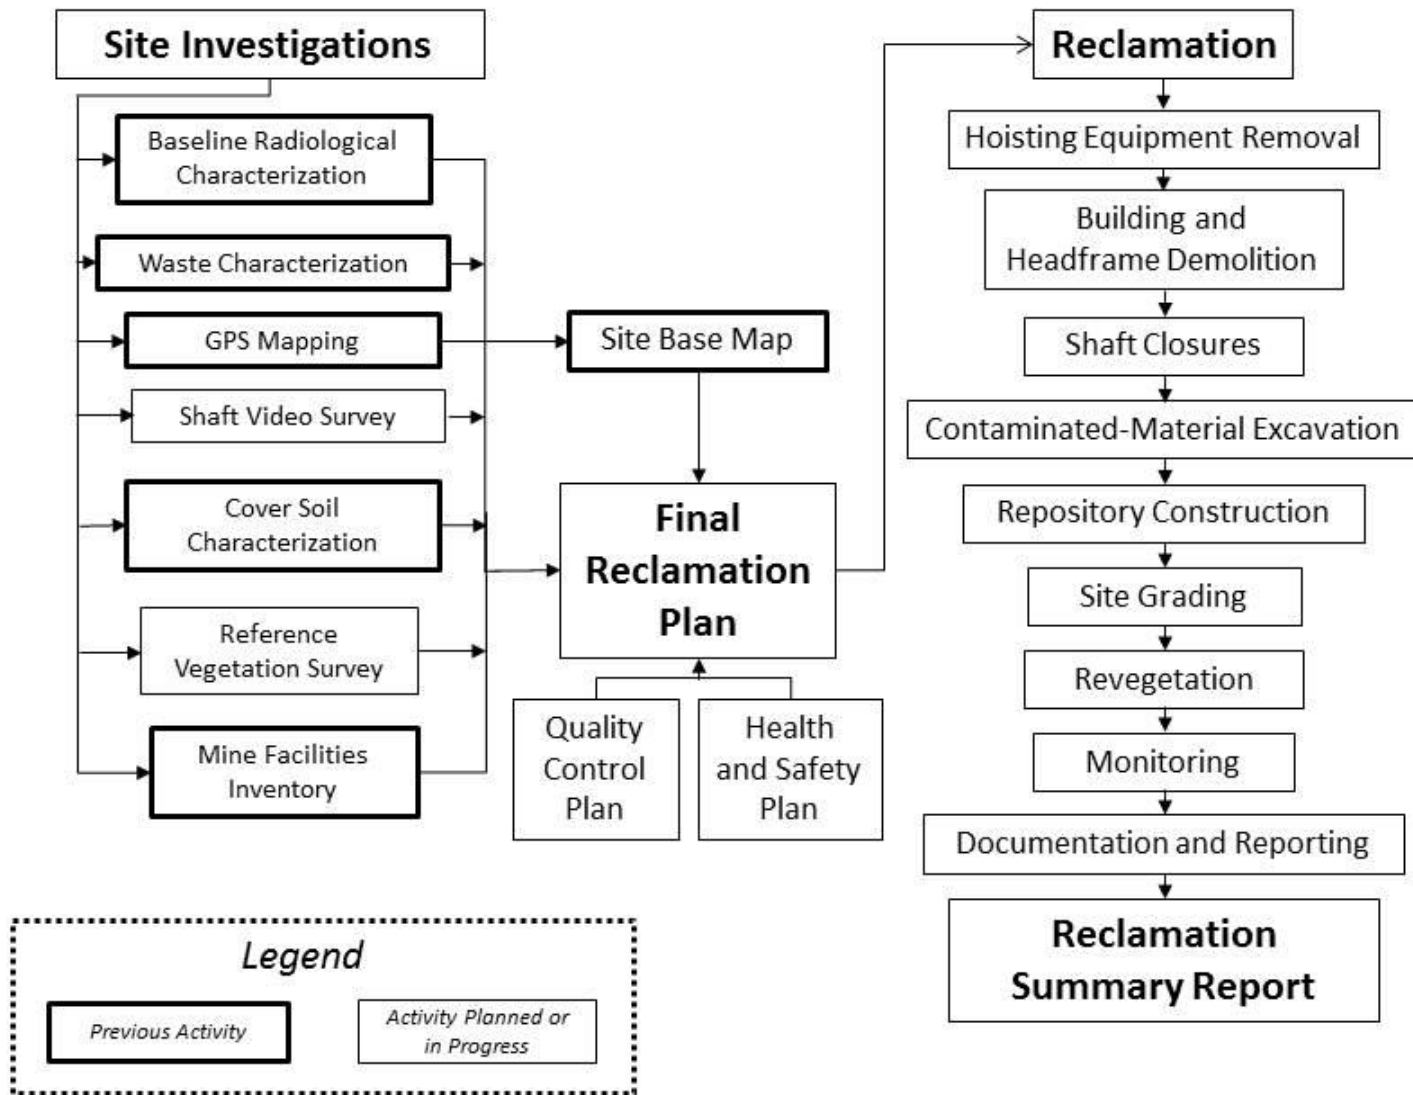 Site Investigations
Baseline Radiological
Characterization
Waste Characterization
GPS Mapping
Shaft Video Survey
Cover Soil
Characterization
Reference
Vegetation Survey
Mine Facilities
Inventory
Site Base Map
Final
Reclamation
Plan
Quality
Control
Plan
Health
and Safety
Plan
Reclamation
Hoisting Equipment Removal
Building and
Headframe Demolition
Shaft Closures
Contaminated-Material Excavation
Repository Construction
Site Grading
Revegetation
Monitoring
Documentation and Reporting
Reclamation
Summary Report
Legend
Previous Activity
Activity Planned or
in Progress